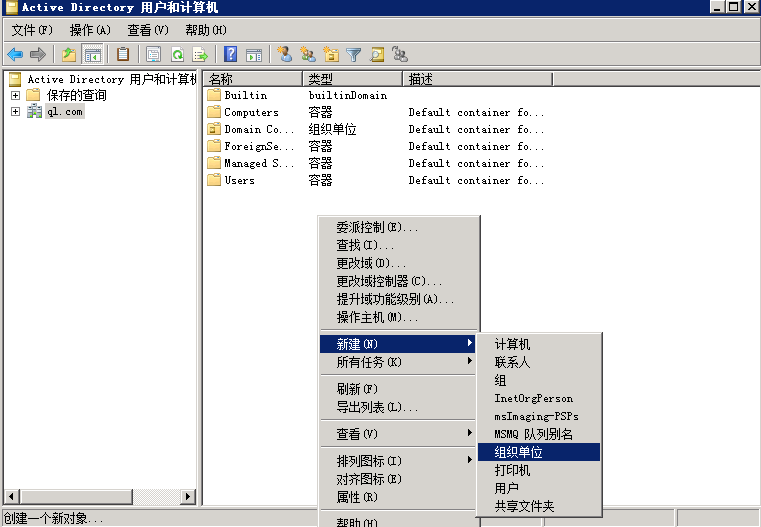 Active Directory 用户和计算机
文件(F) 操作(A) 查看(V) 帮助(H)
Active Directory 用户和计算机
保存的查询
ql.com
名称 类型 描述
Builtin builtinDomain
Computers 容器 Default container fo...
Domain Co... 组织单位
ForeignSe... 容器 Default container fo...
Managed S... 容器 Default container fo...
Users 容器 Default container fo...
委派控制(E)...
查找(I)...
更改域(D)...
更改域控制器(C)...
提升域功能级别(A)...
操作主机(M)...
新建(N)
所有任务(K)
刷新(F)
导出列表(L)...
查看(V)
排列图标(I)
对齐图标(E)
属性(R)
帮助(H)
计算机
联系人
组
InetOrgPerson
msImaging-PSPs
MSMQ 队列别名
组织单位
打印机
用户
共享文件夹
创建一个新对象...